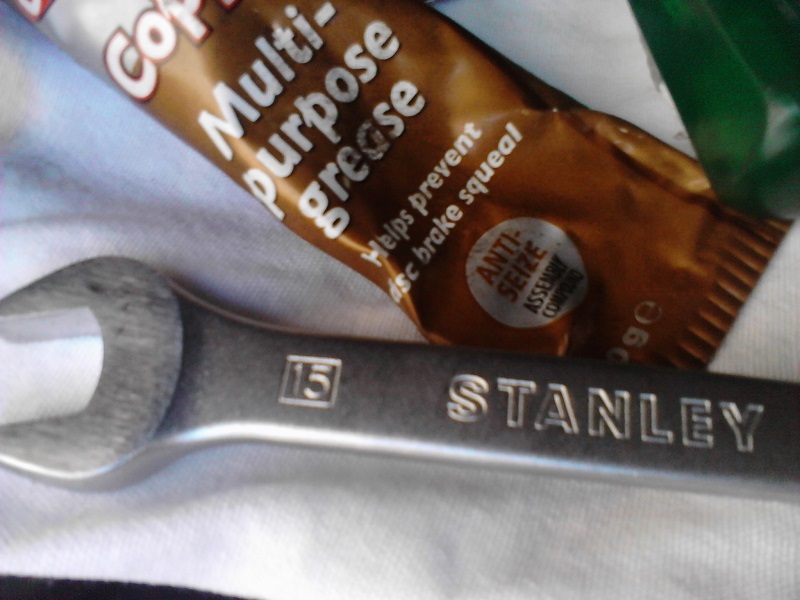 Multi-
purpose
grease
Helps prevent
disc brake squeal
ANTI-
SEIZE
ASSEMBLY
COMPOUND
g e
15
STANLEY